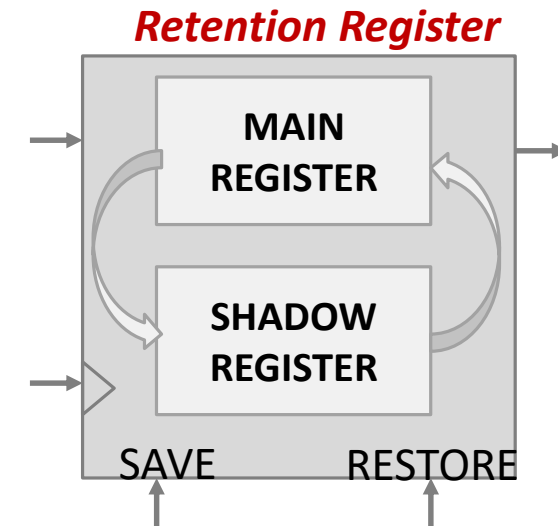 Retention Register
MAIN
REGISTER
SHADOW
REGISTER
SAVE
RESTORE